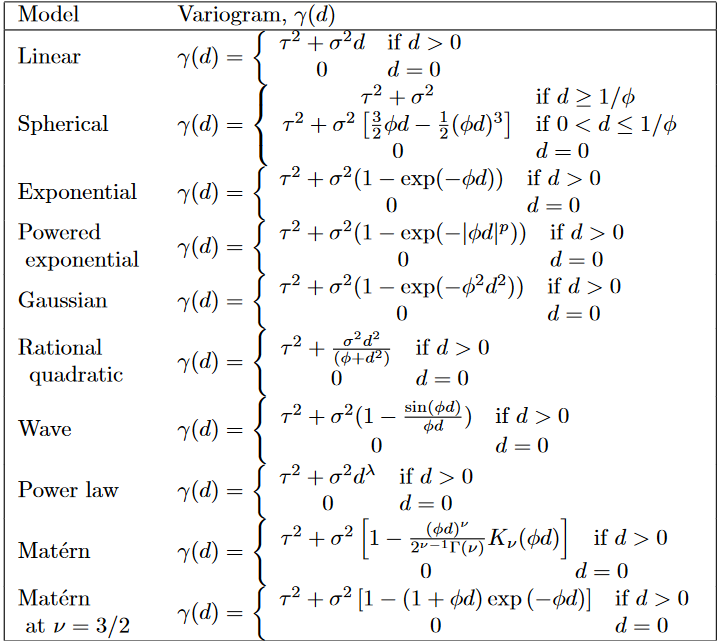 Model Variogram, γ(d)
Linear γ(d) = { τ² + σ²d if d > 0
0 d = 0
Spherical γ(d) = { τ² + σ² if d ≥ 1/φ
τ² + σ² [3/2 φd − 1/2 (φd)³] if 0 < d ≤ 1/φ
0 d = 0
Exponential γ(d) = { τ² + σ²(1 − exp(−φd)) if d > 0
0 d = 0
Powered exponential γ(d) = { τ² + σ²(1 − exp(−|φd|ᵖ)) if d > 0
0 d = 0
Gaussian γ(d) = { τ² + σ²(1 − exp(−φ²d²)) if d > 0
0 d = 0
Rational quadratic γ(d) = { τ² + σ²d²/(φ+d²) if d > 0
0 d = 0
Wave γ(d) = { τ² + σ²(1 − sin(φd)/φd) if d > 0
0 d = 0
Power law γ(d) = { τ² + σ²d^λ if d > 0
0 d = 0
Matérn γ(d) = { τ² + σ² [1 − (φd)^ν/(2^(ν−1)Γ(ν)) K_ν(φd)] if d > 0
0 d = 0
Matérn at ν = 3/2 γ(d) = { τ² + σ² [1 − (1 + φd) exp (−φd)] if d > 0
0 d = 0